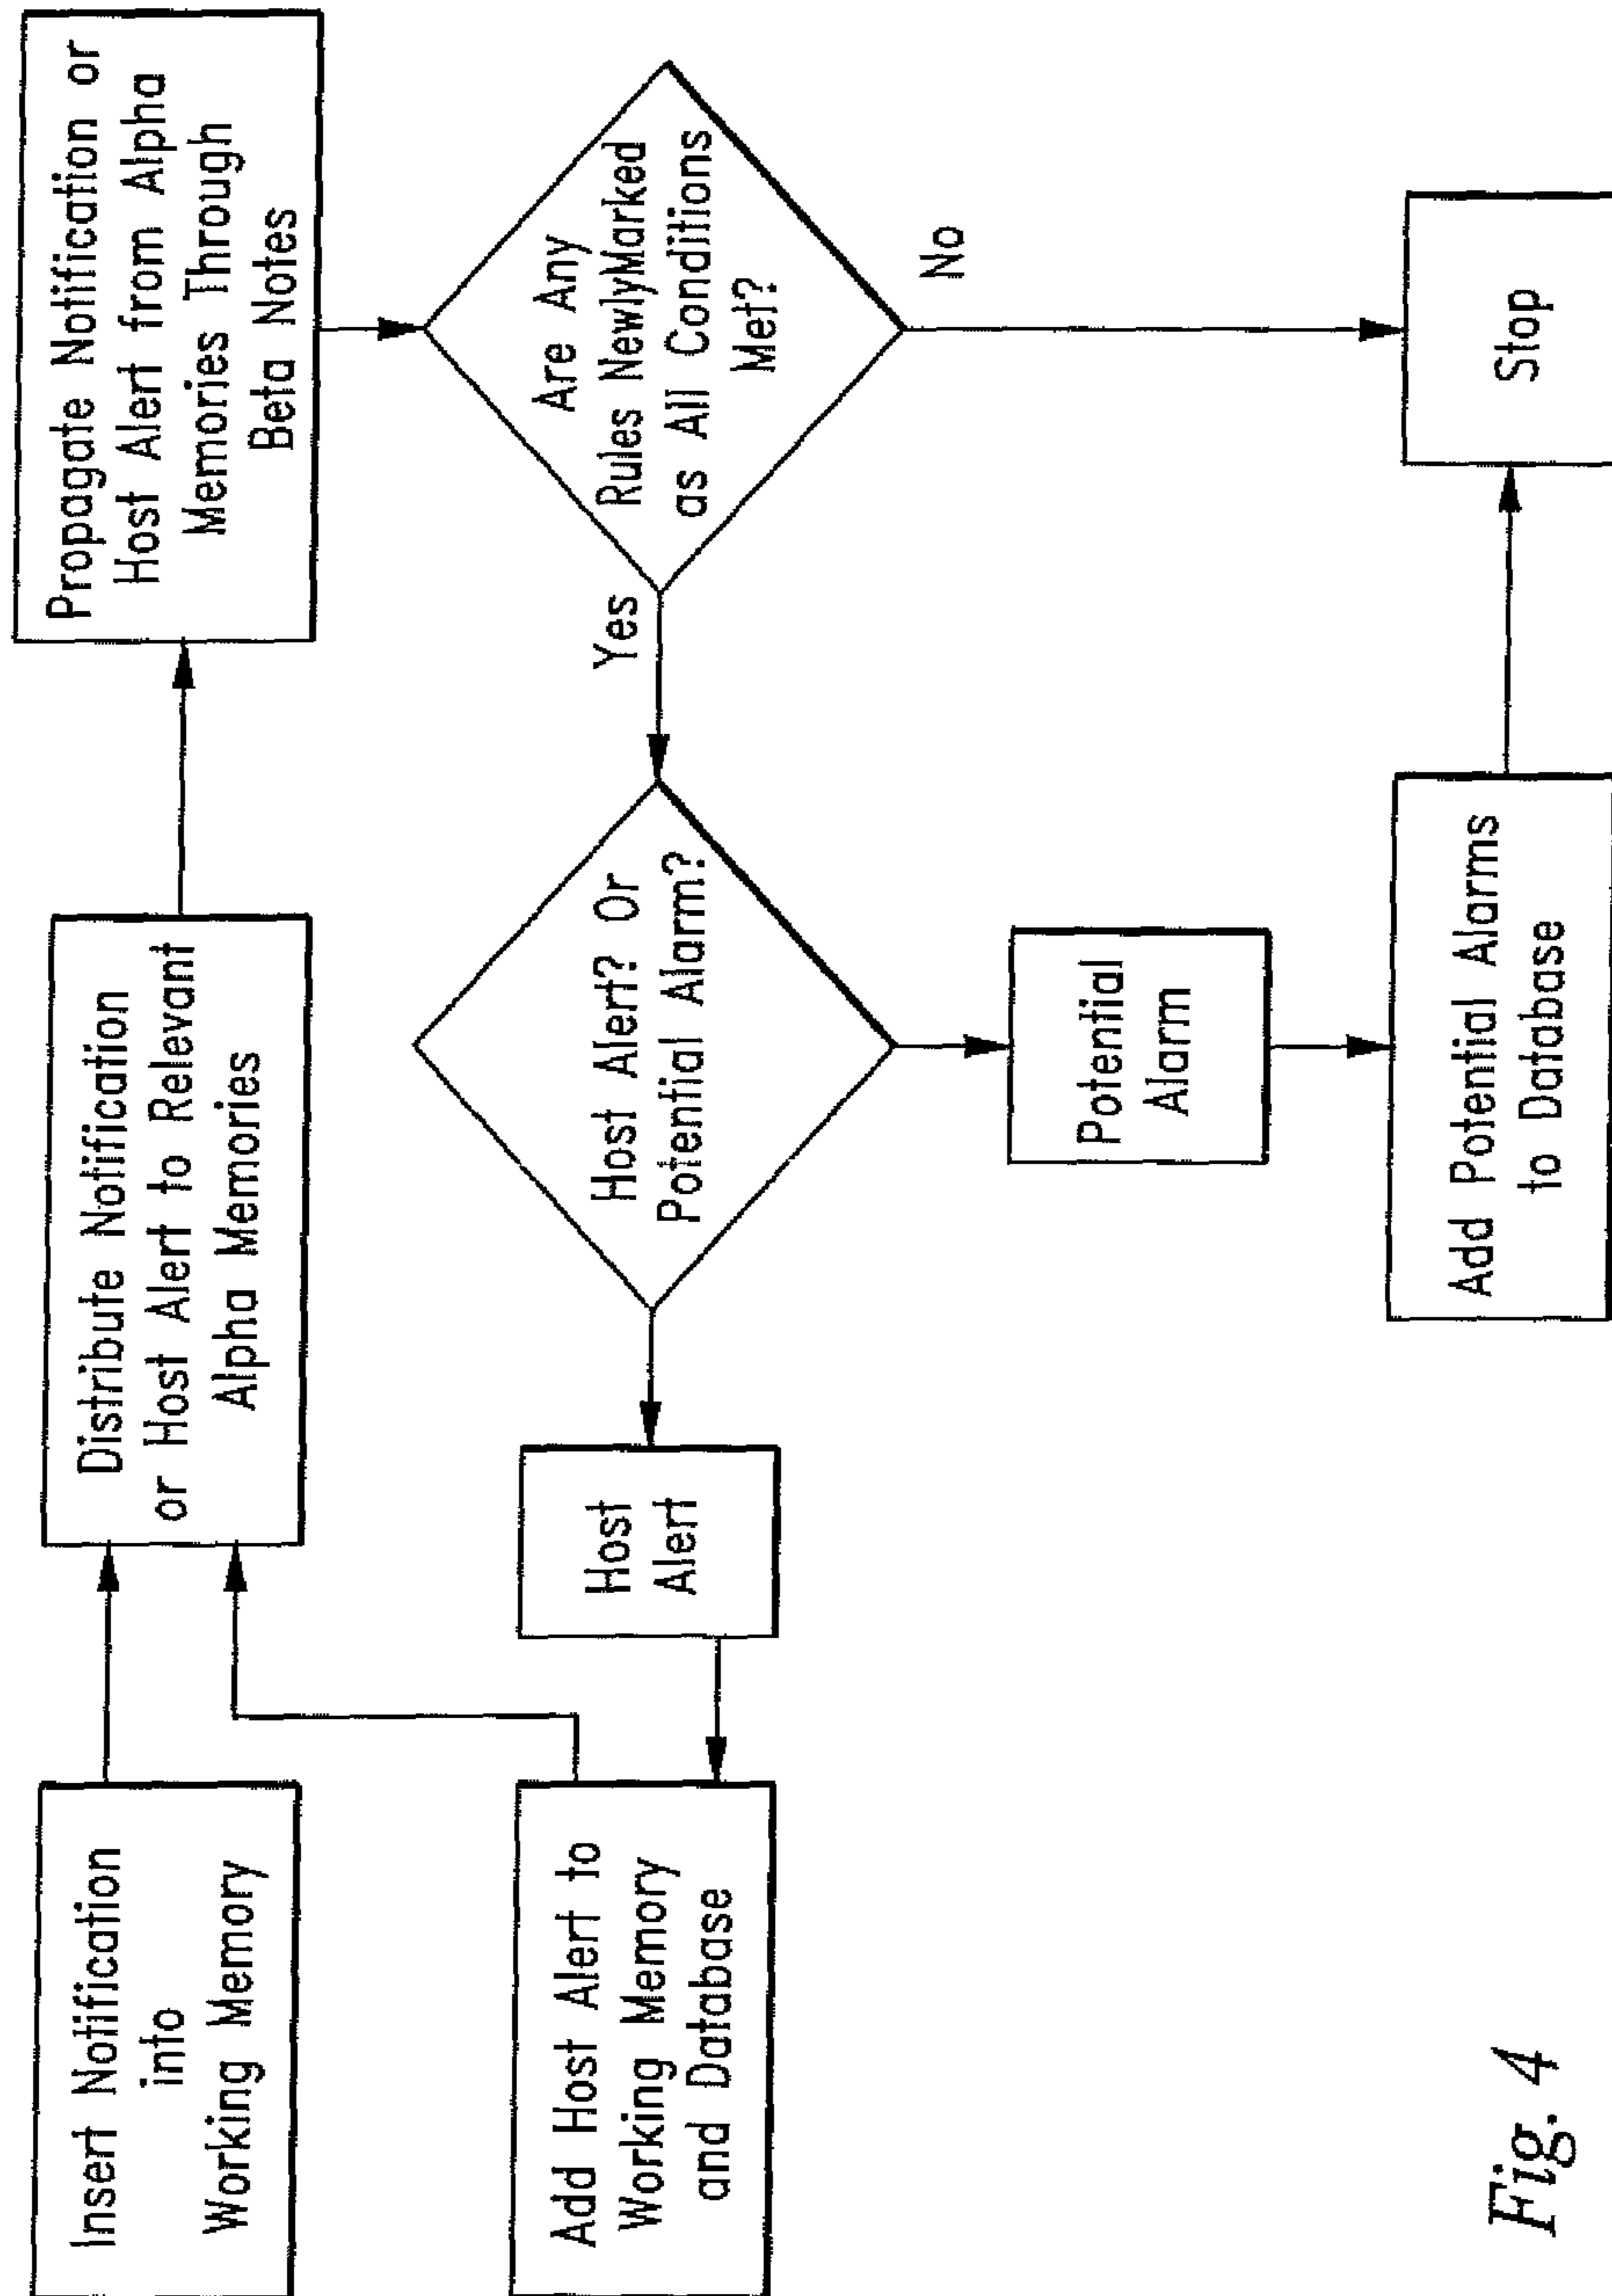 Insert Notification
into
Working Memory
Distribute Notification
or Host Alert to Relevant
Alpha Memories
Propagate Notification or
Host Alert from Alpha
Memories Through
Beta Notes
Add Host Alert to
Working Memory
and Database
Host
Alert
Host Alert? Or
Potential Alarm?
Yes
Are Any
Rules NewlyMarked
as All Conditions
Met?
No
Potential
Alarm
Add Potential Alarms
to Database
Stop
Fig. 4